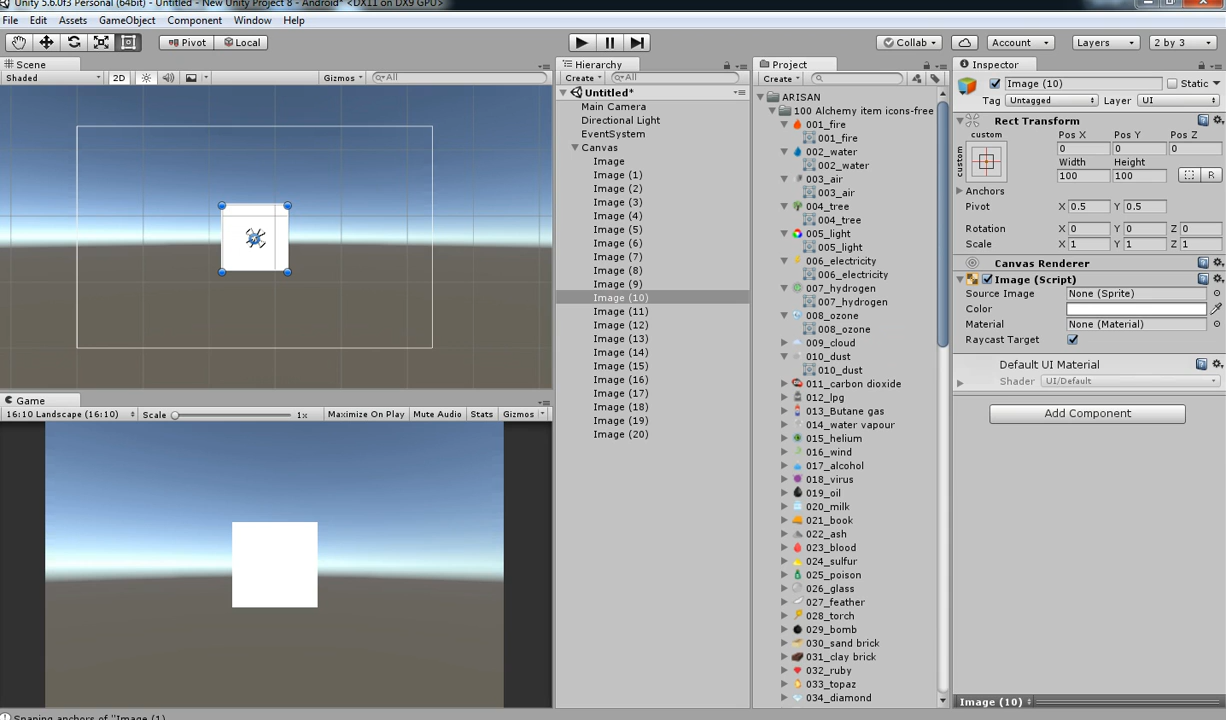 Unity 5.6.0f3 Personal (64bit) - Untitled - New Unity Project 8 - Android* <DX11 on DX9 GPU>
File Edit Assets GameObject Component Window Help
Pivot Local Collab Account Layers 2 by 3
Scene
Shaded 2D Gizmos All
Game
16:10 Landscape (16:10) Scale 1x Maximize On Play Mute Audio Stats Gizmos
Snaping anchors of "Image (1)
Hierarchy
Create All
Untitled*
Main Camera
Directional Light
EventSystem
Canvas
Image
Image (1)
Image (2)
Image (3)
Image (4)
Image (5)
Image (6)
Image (7)
Image (8)
Image (9)
Image (10)
Image (11)
Image (12)
Image (13)
Image (14)
Image (15)
Image (16)
Image (17)
Image (18)
Image (19)
Image (20)
Project
Create
ARISAN
100 Alchemy item icons-free
001_fire
001_fire
002_water
002_water
003_air
003_air
004_tree
004_tree
005_light
005_light
006_electricity
006_electricity
007_hydrogen
007_hydrogen
008_ozone
008_ozone
009_cloud
010_dust
010_dust
011_carbon dioxide
012_lpg
013_Butane gas
014_water vapour
015_helium
016_wind
017_alcohol
018_virus
019_oil
020_milk
021_book
022_ash
023_blood
024_sulfur
025_poison
026_glass
027_feather
028_torch
029_bomb
030_sand brick
031_clay brick
032_ruby
033_topaz
034_diamond
Inspector
Image (10) Static
Tag Untagged Layer UI
Rect Transform
custom Pos X Pos Y Pos Z
custom 0 0 0
Width Height
100 100 R
Anchors
Pivot X 0.5 Y 0.5
Rotation X 0 Y 0 Z 0
Scale X 1 Y 1 Z 1
Canvas Renderer
Image (Script)
Source Image None (Sprite)
Color
Material None (Material)
Raycast Target
Default UI Material
Shader UI/Default
Add Component
Image (10)